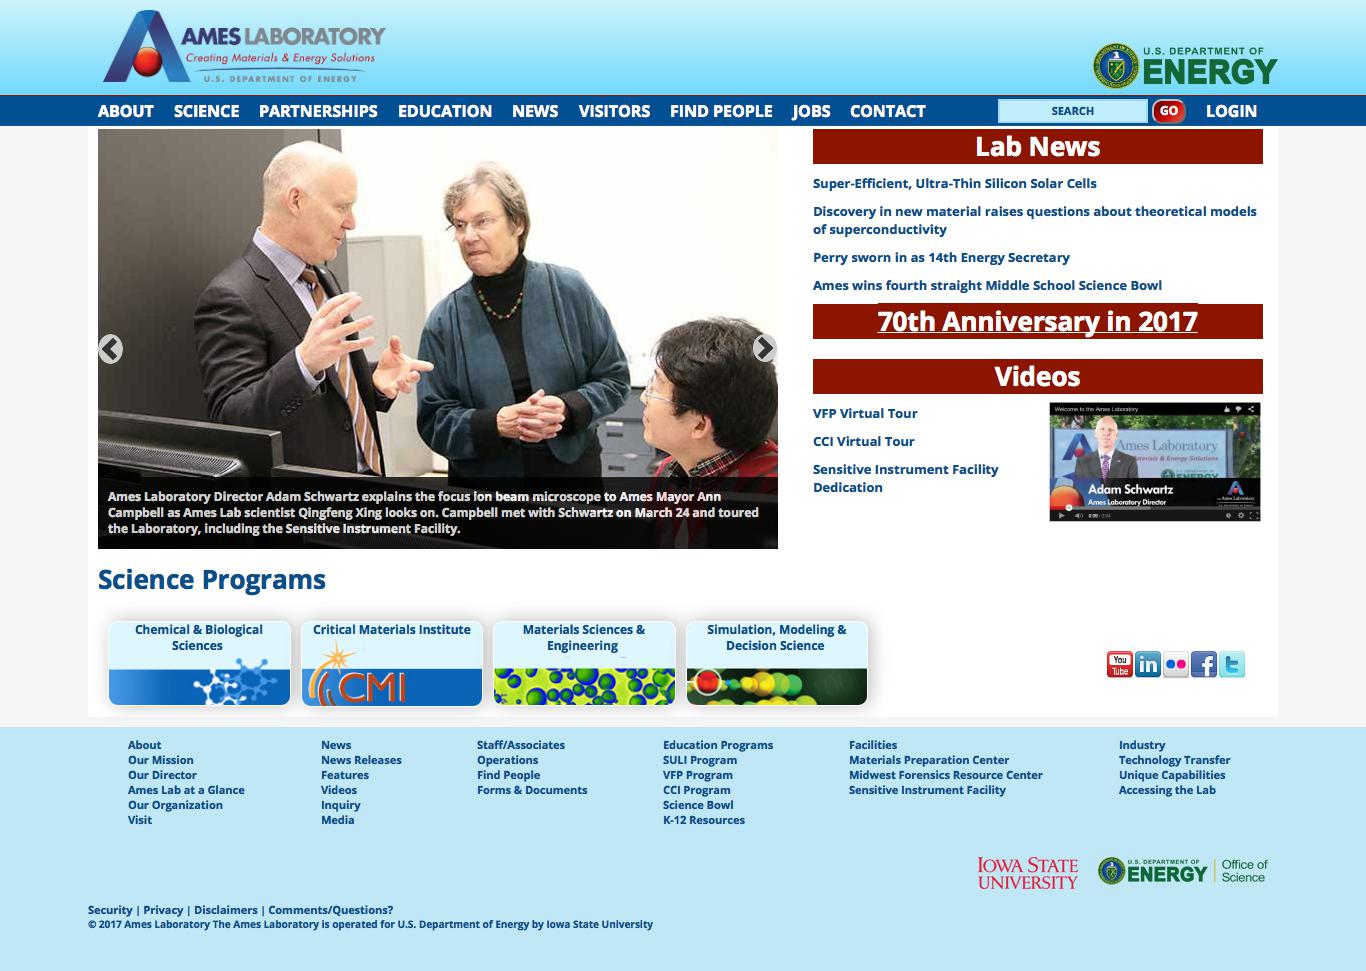 AMES LABORATORY
Creating Materials & Energy Solutions
U.S. DEPARTMENT OF ENERGY
U.S. DEPARTMENT OF
ENERGY
ABOUT SCIENCE PARTNERSHIPS EDUCATION NEWS VISITORS FIND PEOPLE JOBS CONTACT SEARCH GO LOGIN
Ames Laboratory Director Adam Schwartz explains the focus ion beam microscope to Ames Mayor Ann
Campbell as Ames Lab scientist Qingfeng Xing looks on. Campbell met with Schwartz on March 24 and toured
the Laboratory, including the Sensitive Instrument Facility.
Lab News
Super-Efficient, Ultra-Thin Silicon Solar Cells
Discovery in new material raises questions about theoretical models
of superconductivity
Perry sworn in as 14th Energy Secretary
Ames wins fourth straight Middle School Science Bowl
70th Anniversary in 2017
Videos
VFP Virtual Tour
CCI Virtual Tour
Sensitive Instrument Facility
Dedication
Welcome to the Ames Laboratory
Ames Laboratory
Materials & Energy Solutions
ENERGY
Adam Schwartz
Ames Laboratory Director
Science Programs
Chemical & Biological
Sciences
Critical Materials Institute
CMI
Materials Sciences &
Engineering
Simulation, Modeling &
Decision Science
You
Tube
in
f
t
About
Our Mission
Our Director
Ames Lab at a Glance
Our Organization
Visit
News
News Releases
Features
Videos
Inquiry
Media
Staff/Associates
Operations
Find People
Forms & Documents
Education Programs
SULI Program
VFP Program
CCI Program
Science Bowl
K-12 Resources
Facilities
Materials Preparation Center
Midwest Forensics Resource Center
Sensitive Instrument Facility
Industry
Technology Transfer
Unique Capabilities
Accessing the Lab
IOWA STATE
UNIVERSITY
U.S. DEPARTMENT OF
ENERGY
Office of
Science
Security | Privacy | Disclaimers | Comments/Questions?
© 2017 Ames Laboratory The Ames Laboratory is operated for U.S. Department of Energy by Iowa State University